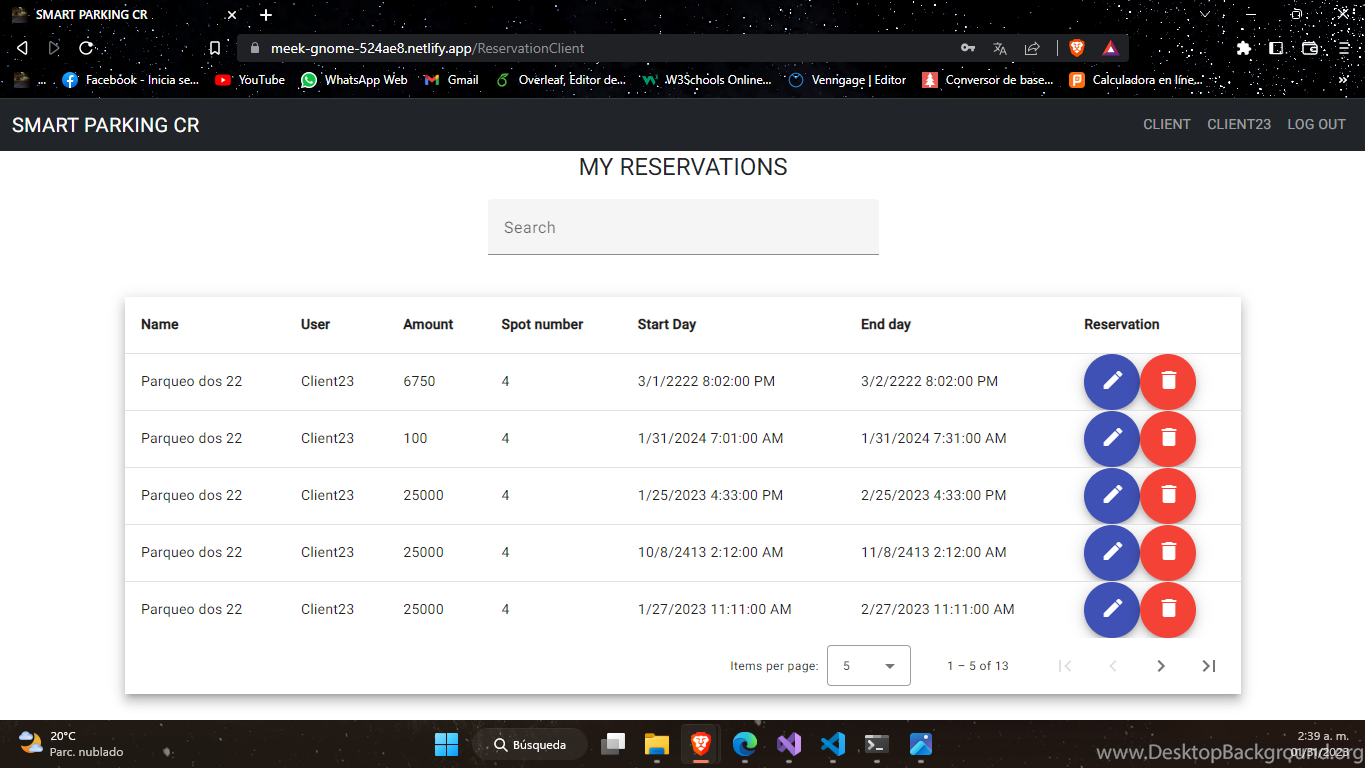 SMART PARKING CR
meek-gnome-524ae8.netlify.app/ReservationClient
... Facebook - Inicia se... YouTube WhatsApp Web Gmail Overleaf, Editor de... W3Schools Online... Venngage | Editor Conversor de base... Calculadora en líne...
SMART PARKING CR CLIENT CLIENT23 LOG OUT
MY RESERVATIONS
Search
Name User Amount Spot number Start Day End day Reservation
Parqueo dos 22 Client23 6750 4 3/1/2222 8:02:00 PM 3/2/2222 8:02:00 PM
Parqueo dos 22 Client23 100 4 1/31/2024 7:01:00 AM 1/31/2024 7:31:00 AM
Parqueo dos 22 Client23 25000 4 1/25/2023 4:33:00 PM 2/25/2023 4:33:00 PM
Parqueo dos 22 Client23 25000 4 10/8/2413 2:12:00 AM 11/8/2413 2:12:00 AM
Parqueo dos 22 Client23 25000 4 1/27/2023 11:11:00 AM 2/27/2023 11:11:00 AM
Items per page: 5 1 – 5 of 13
20°C
Parc. nublado
Búsqueda
2:39 a. m.
01/31/2023
www.DesktopBackground.org